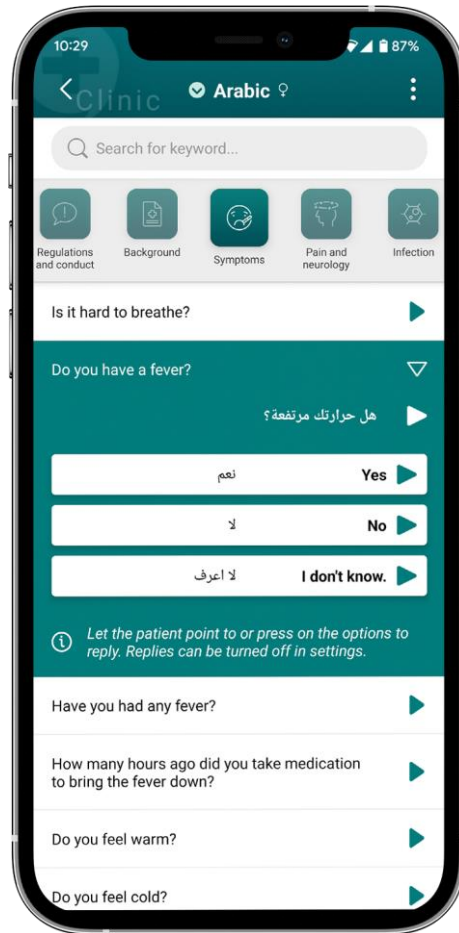 10:29
87%
Clinic
Arabic ♀
Search for keyword...
Regulations
and conduct
Background
Symptoms
Pain and
neurology
Infection
Is it hard to breathe?
Do you have a fever?
هل حرارتك مرتفعة؟
نعم Yes
لا No
لا اعرف I don't know.
Let the patient point to or press on the options to
reply. Replies can be turned off in settings.
Have you had any fever?
How many hours ago did you take medication
to bring the fever down?
Do you feel warm?
Do you feel cold?